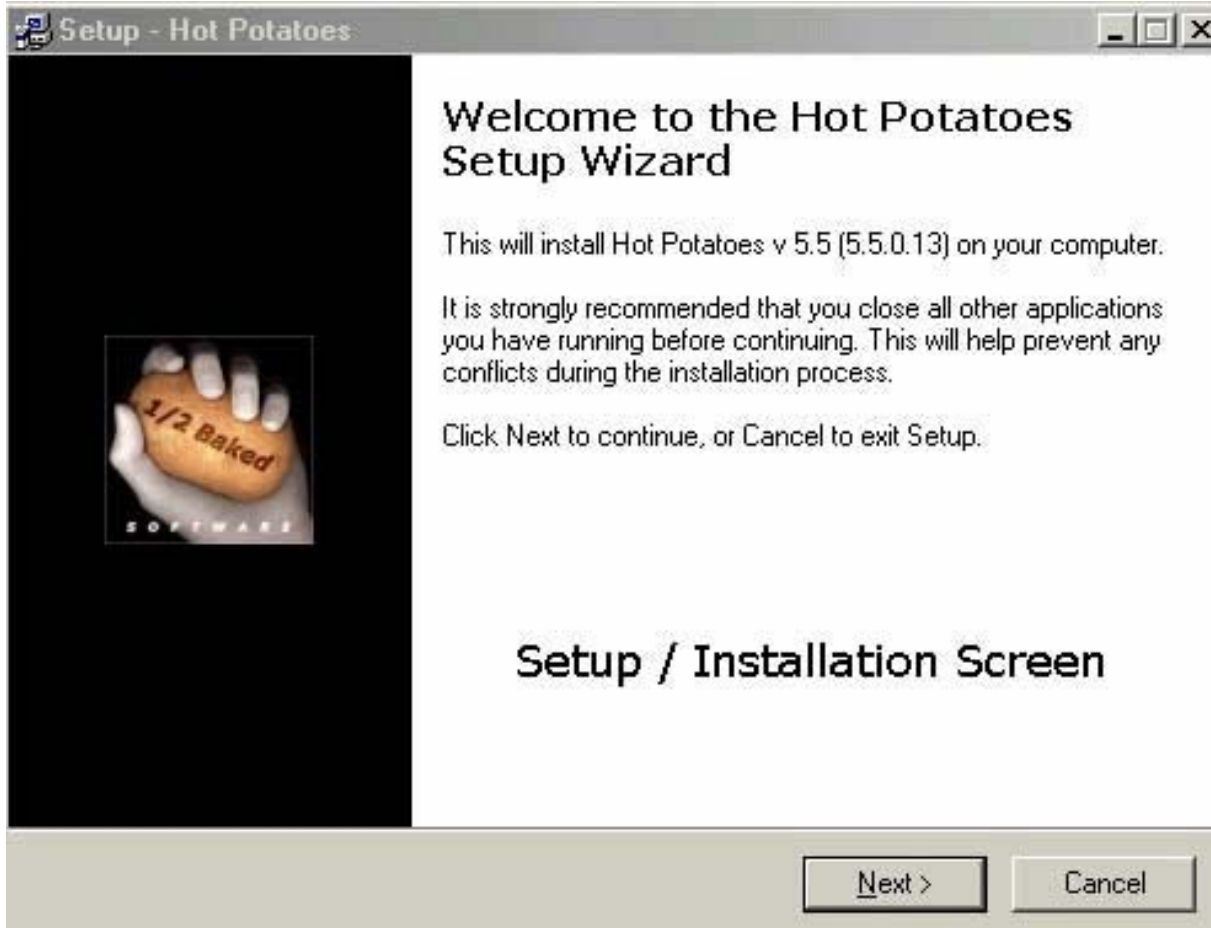 Setup - Hot Potatoes
Welcome to the Hot Potatoes
Setup Wizard
This will install Hot Potatoes v 5.5 (5.5.0.13) on your computer.
It is strongly recommended that you close all other applications
you have running before continuing. This will help prevent any
conflicts during the installation process.
Click Next to continue, or Cancel to exit Setup.
1/2 Baked
SOFTWARE
Setup / Installation Screen
Next >
Cancel